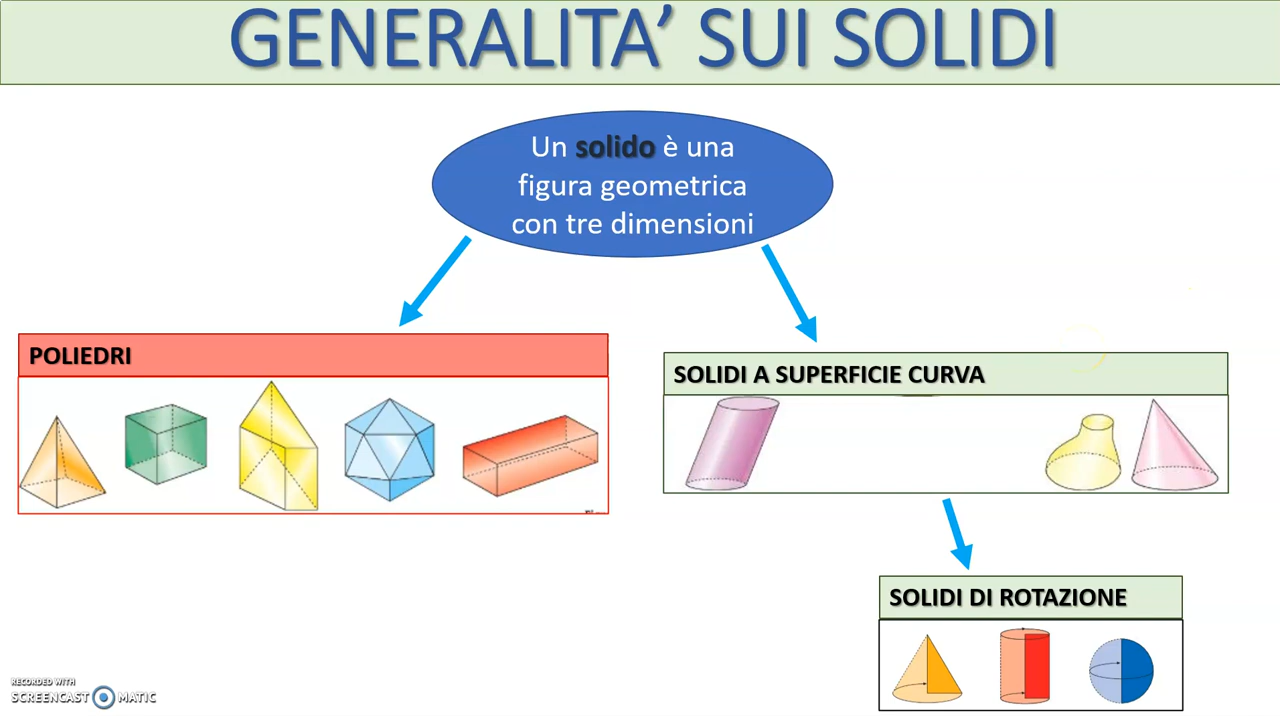 GENERALITA’ SUI SOLIDI
Un solido è una
figura geometrica
con tre dimensioni
POLIEDRI
SOLIDI A SUPERFICIE CURVA
SOLIDI DI ROTAZIONE
RECORDED WITH
SCREENCAST MATIC